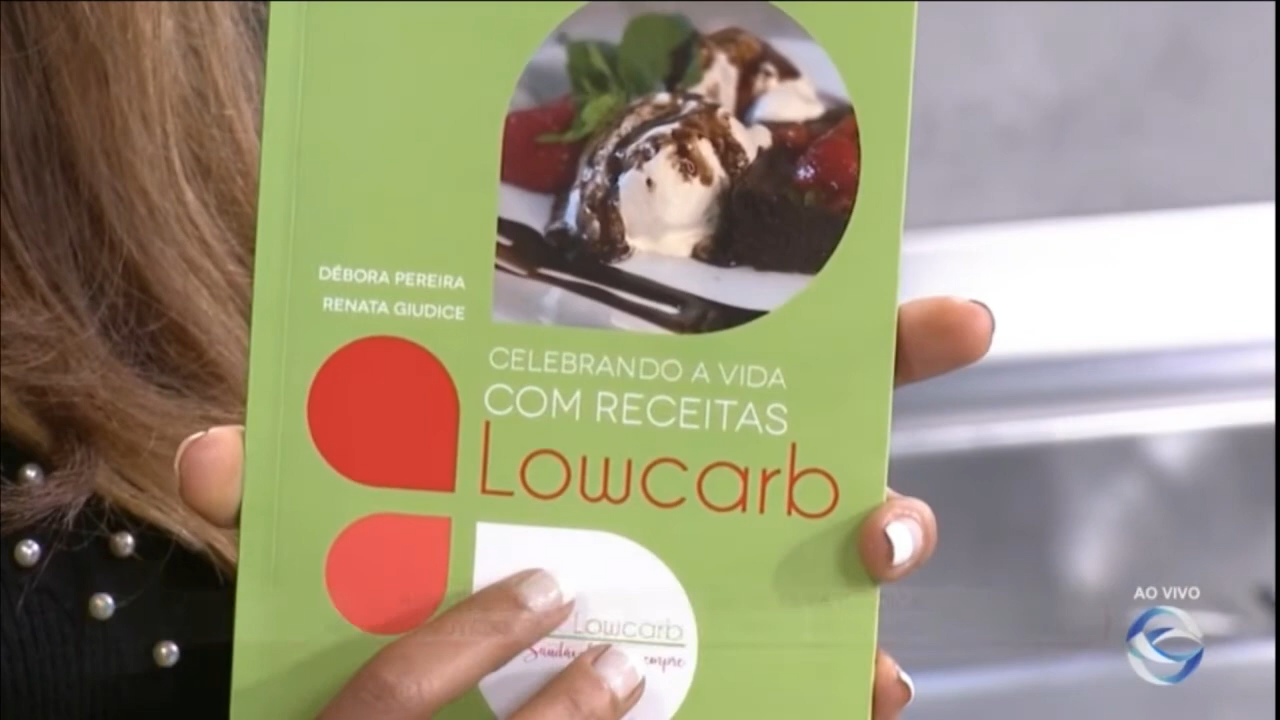 DÉBORA PEREIRA
RENATA GIUDICE
CELEBRANDO A VIDA
COM RECEITAS
Lowcarb
Lowcarb
AO VIVO